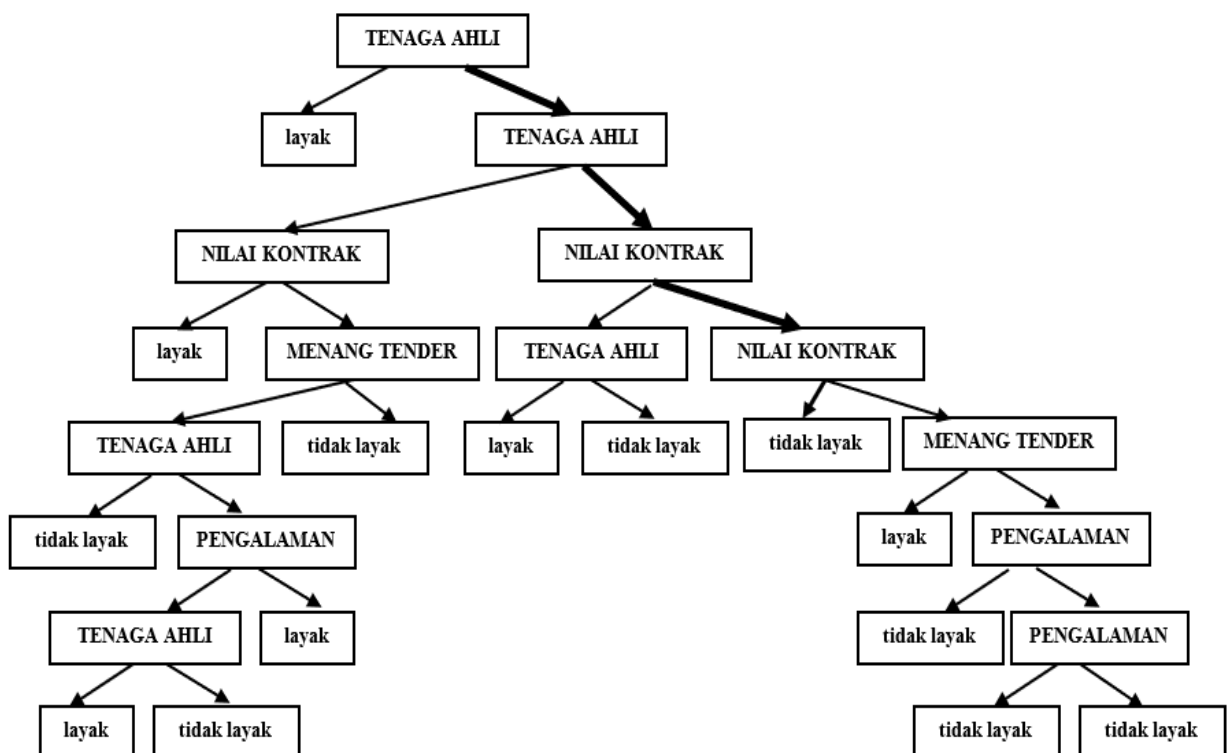 TENAGA AHLI
layak
TENAGA AHLI
NILAI KONTRAK
NILAI KONTRAK
layak
MENANG TENDER
TENAGA AHLI
NILAI KONTRAK
TENAGA AHLI
tidak layak
layak
tidak layak
tidak layak
MENANG TENDER
tidak layak
PENGALAMAN
layak
PENGALAMAN
TENAGA AHLI
layak
tidak layak
PENGALAMAN
layak
tidak layak
tidak layak
tidak layak